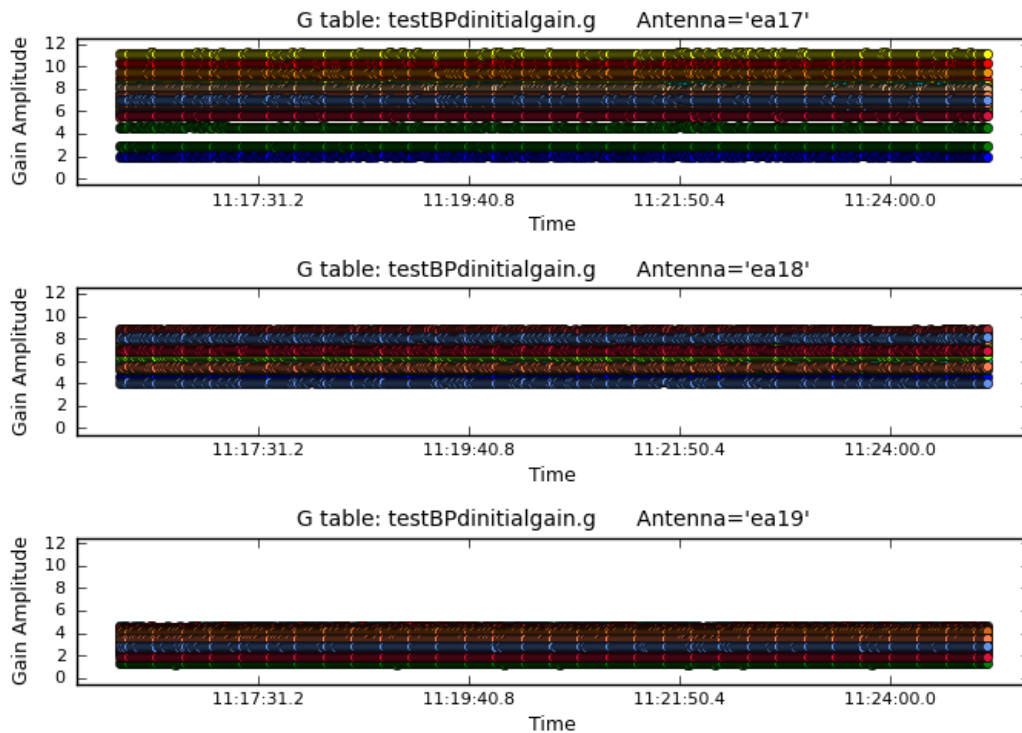 G table: testBPdinitialgain.g Antenna='ea17'
12
10
8
6
4
2
0
Gain Amplitude
11:17:31.2 11:19:40.8 11:21:50.4 11:24:00.0
Time
G table: testBPdinitialgain.g Antenna='ea18'
12
10
8
6
4
2
0
Gain Amplitude
11:17:31.2 11:19:40.8 11:21:50.4 11:24:00.0
Time
G table: testBPdinitialgain.g Antenna='ea19'
12
10
8
6
4
2
0
Gain Amplitude
11:17:31.2 11:19:40.8 11:21:50.4 11:24:00.0
Time